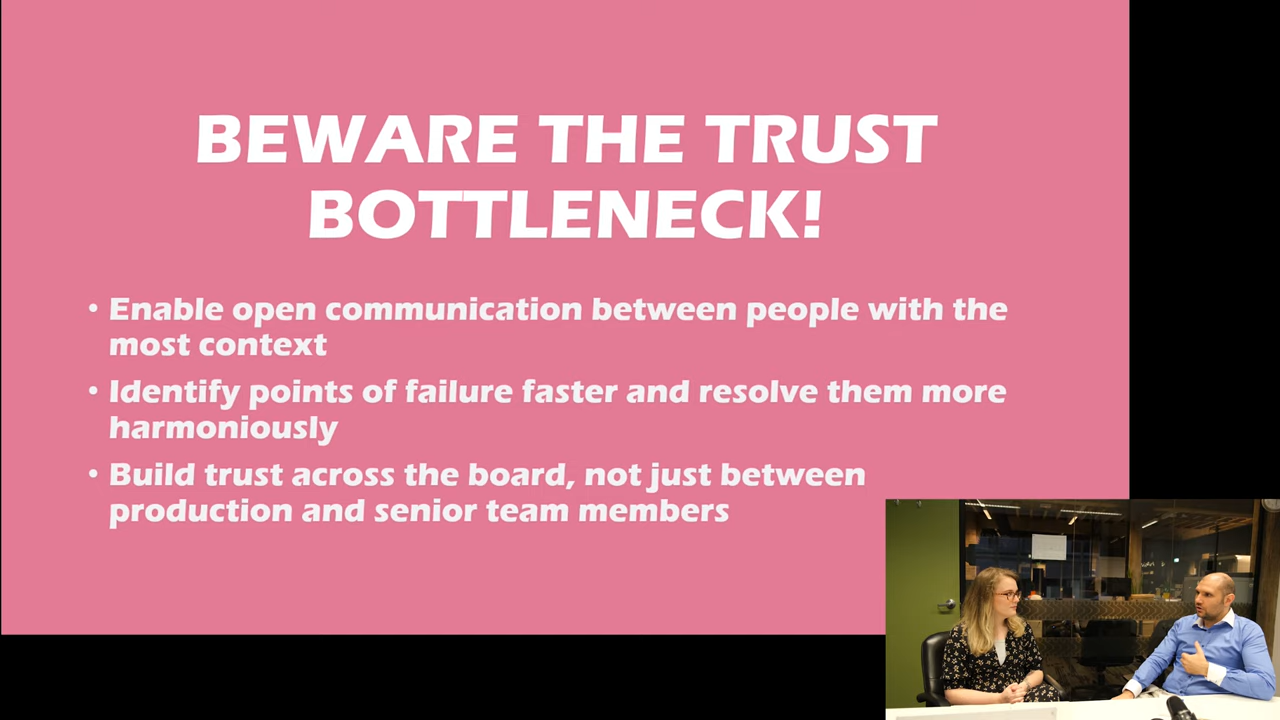 BEWARE THE TRUST
BOTTLENECK!
• Enable open communication between people with the
most context
• Identify points of failure faster and resolve them more
harmoniously
• Build trust across the board, not just between
production and senior team members